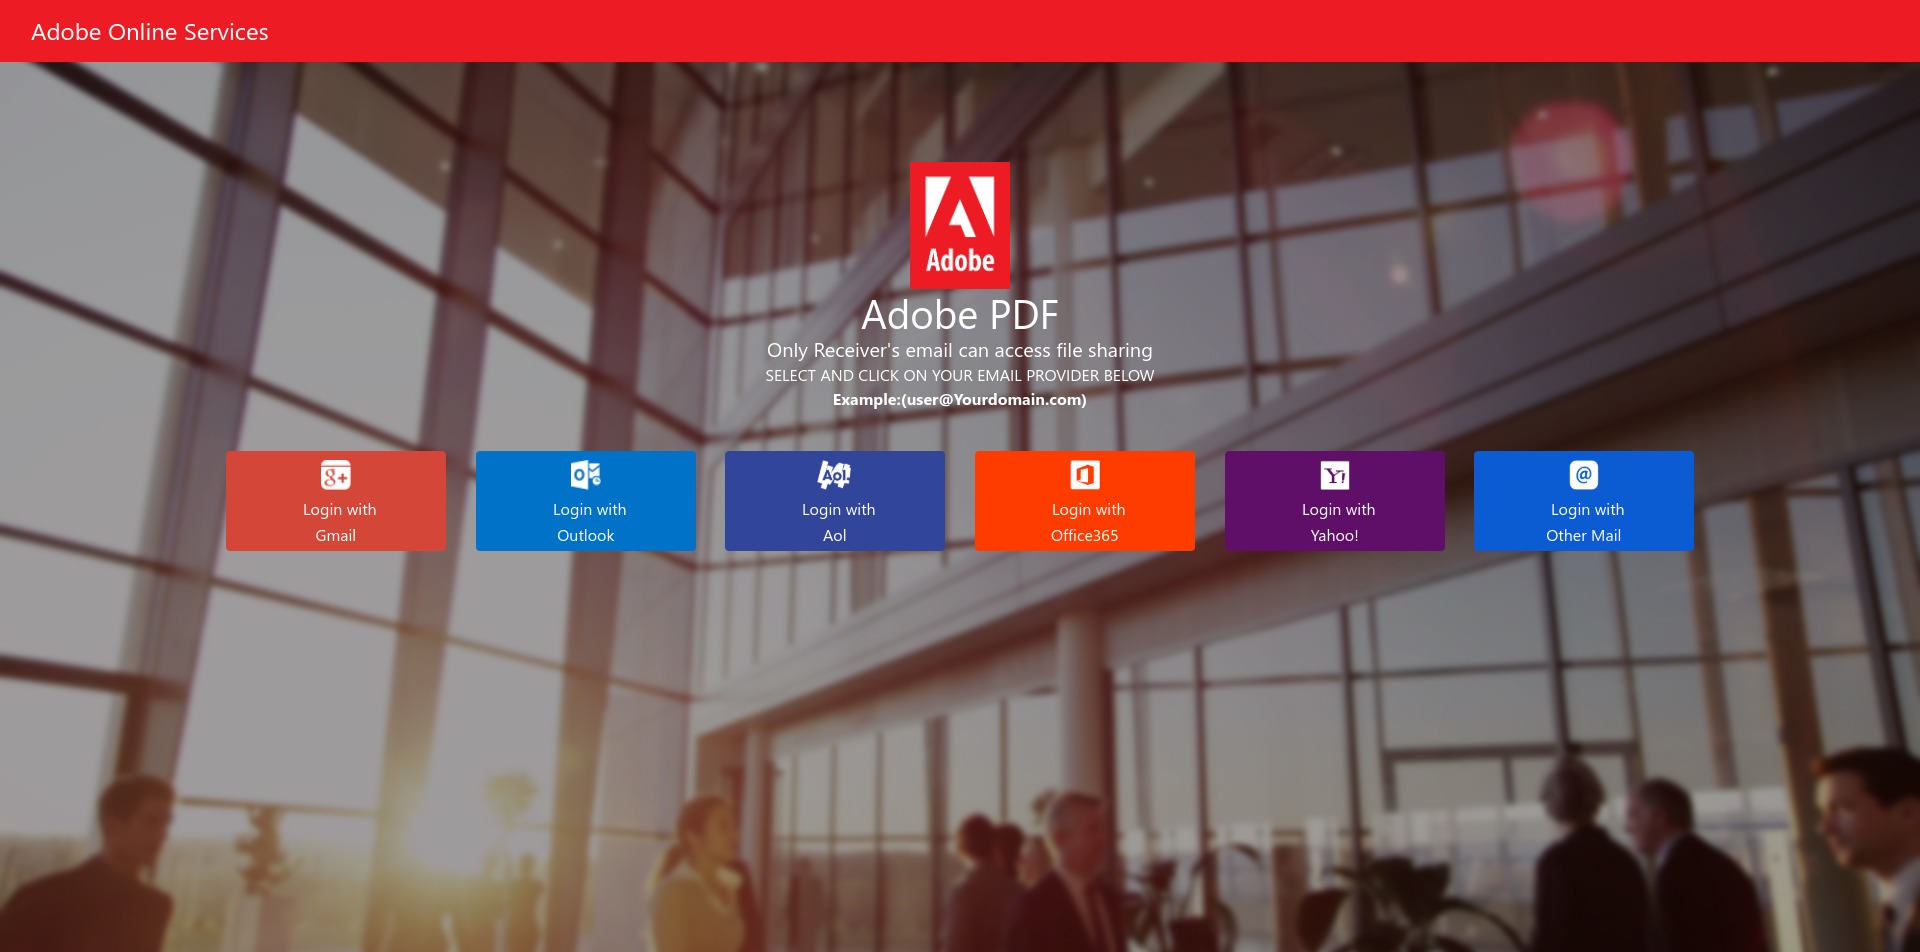 Adobe Online Services
Adobe
Adobe PDF
Only Receiver's email can access file sharing
SELECT AND CLICK ON YOUR EMAIL PROVIDER BELOW
Example:(user@Yourdomain.com)
g+
Login with
Gmail
O
Login with
Outlook
Aol
Login with
Aol
Login with
Office365
Y!
Login with
Yahoo!
@
Login with
Other Mail